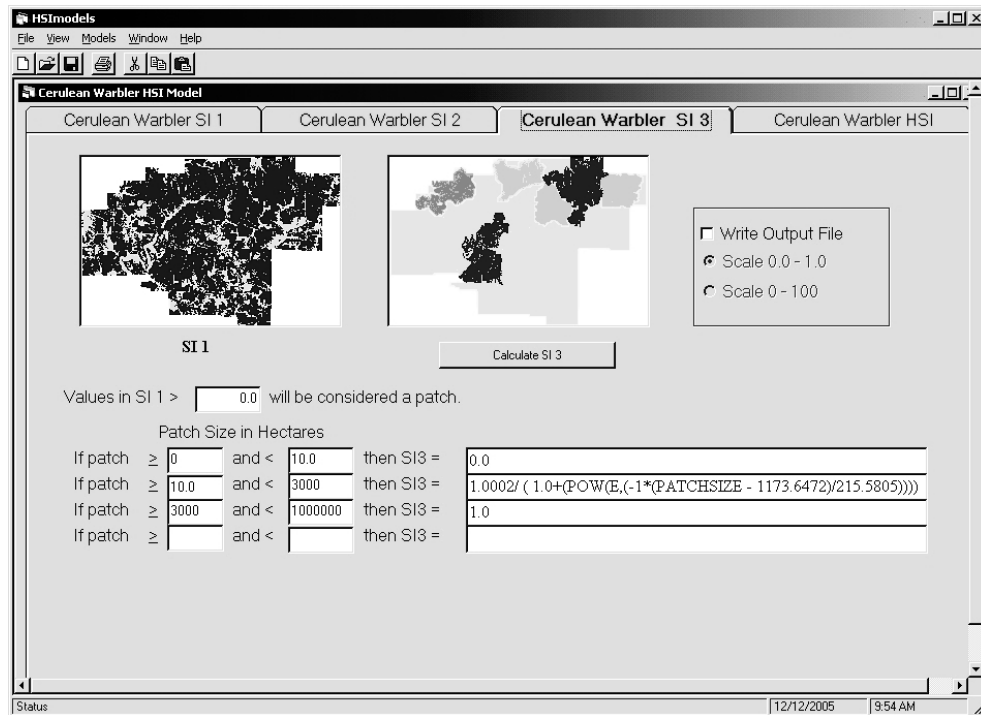 HSImodels
File View Models Window Help
Cerulean Warbler HSI Model
Cerulean Warbler SI 1 Cerulean Warbler SI 2 Cerulean Warbler SI 3 Cerulean Warbler HSI
Write Output File
Scale 0.0 - 1.0
Scale 0 - 100
SI 1
Calculate SI 3
Values in SI 1 > 0.0 will be considered a patch.
Patch Size in Hectares
If patch ≥ 0 and < 10.0 then SI3 = 0.0
If patch ≥ 10.0 and < 3000 then SI3 = 1.0002/ ( 1.0+(POW(E,(-1*(PATCHSIZE - 1173.6472)/215.5805))))
If patch ≥ 3000 and < 1000000 then SI3 = 1.0
If patch ≥ and < then SI3 =
Status 12/12/2005 9:54 AM